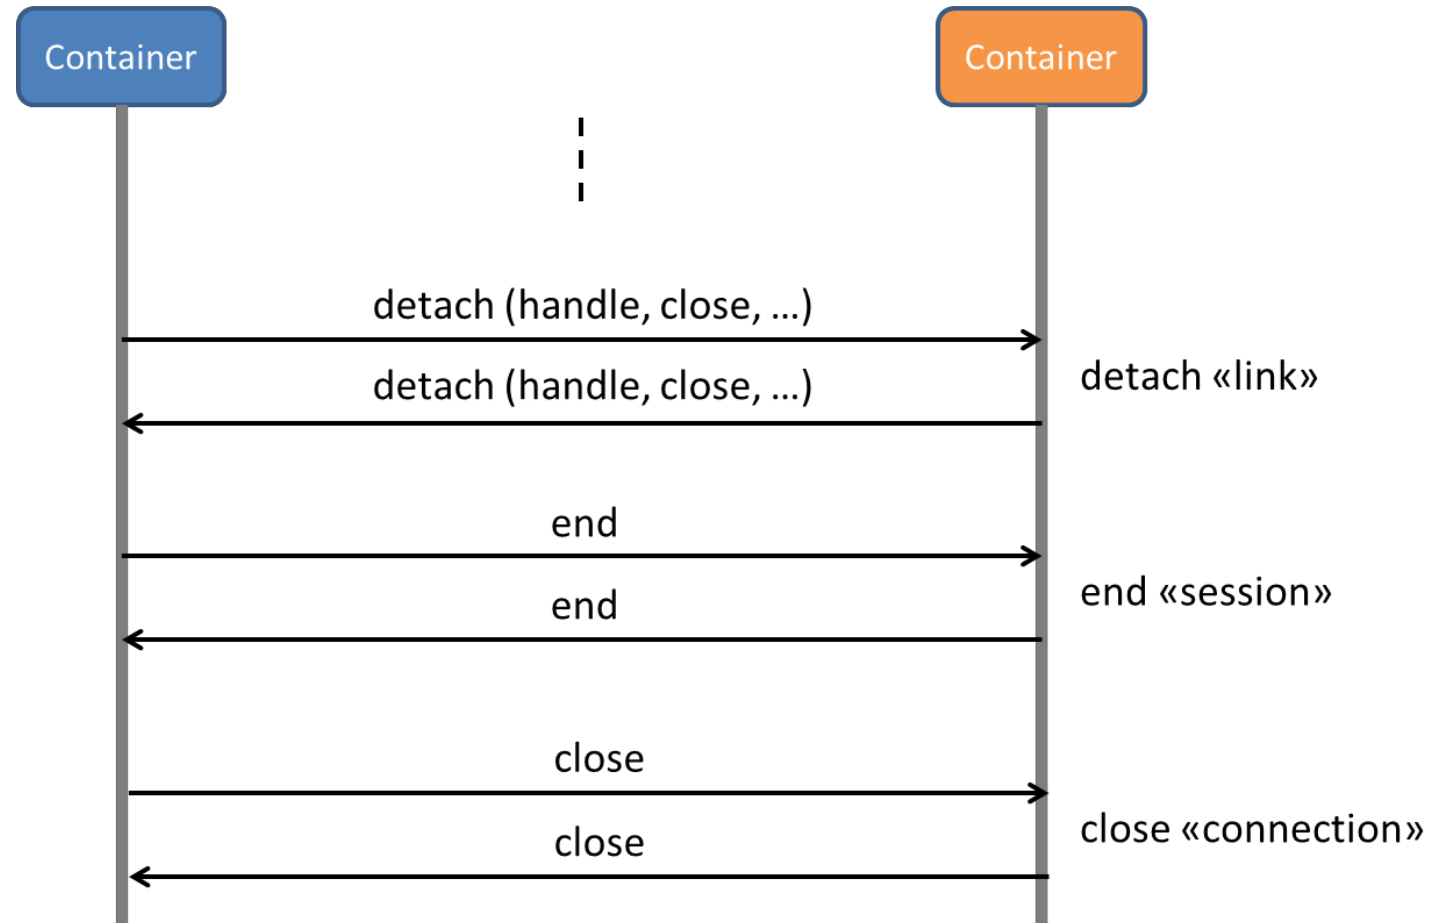 Container
Container
detach (handle, close, …)
detach (handle, close, …)
detach «link»
end
end
end «session»
close
close
close «connection»